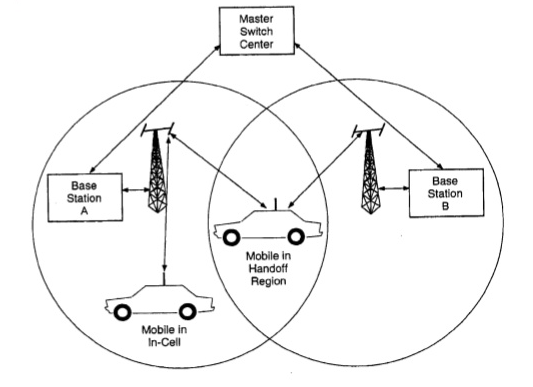 Master
Switch
Center
Base
Station
A
Base
Station
B
Mobile in
Handoff
Region
Mobile in
In-Cell